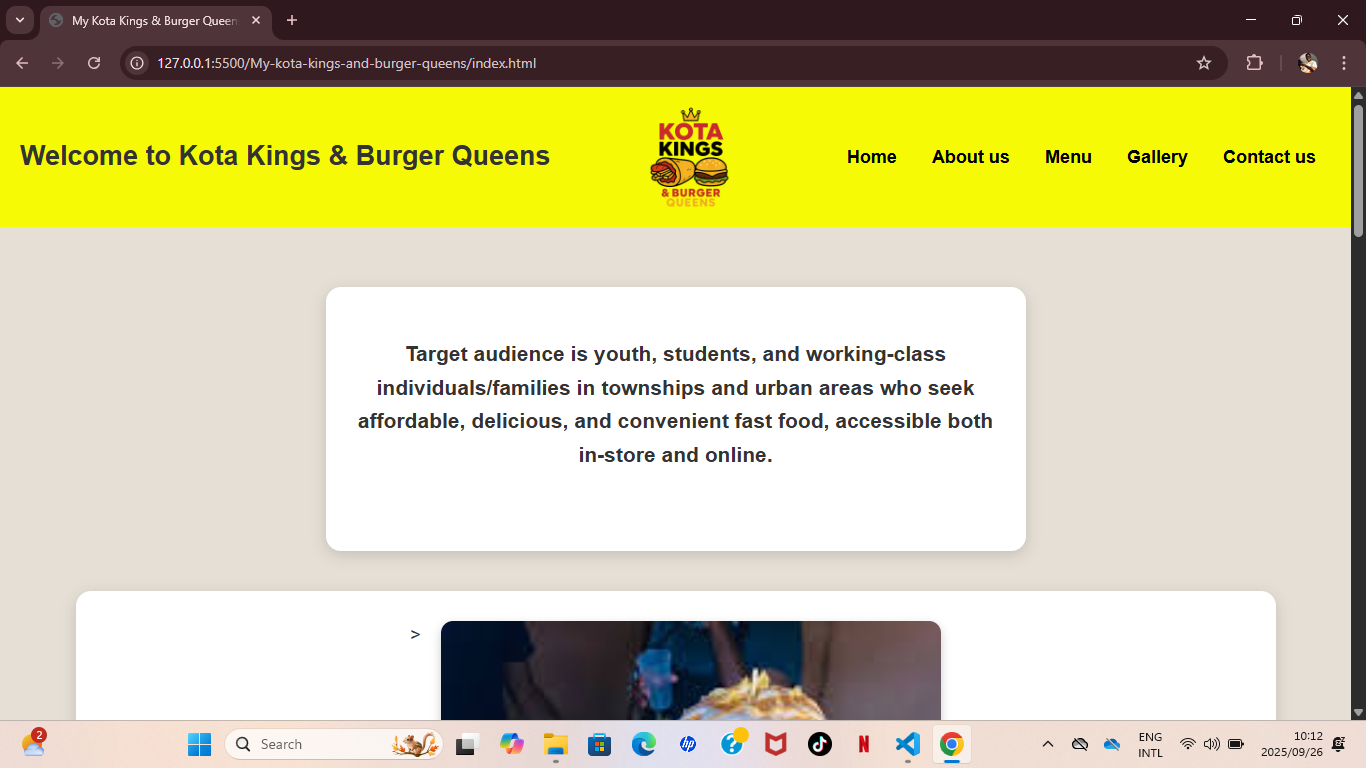 My Kota Kings & Burger Queen
127.0.0.1:5500/My-kota-kings-and-burger-queens/index.html
Welcome to Kota Kings & Burger Queens
KOTA
KINGS
& BURGER
QUEENS
Home About us Menu Gallery Contact us
Target audience is youth, students, and working-class
individuals/families in townships and urban areas who seek
affordable, delicious, and convenient fast food, accessible both
in-store and online.
>
2
Search
hp
N
ENG
INTL
10:12
2025/09/26